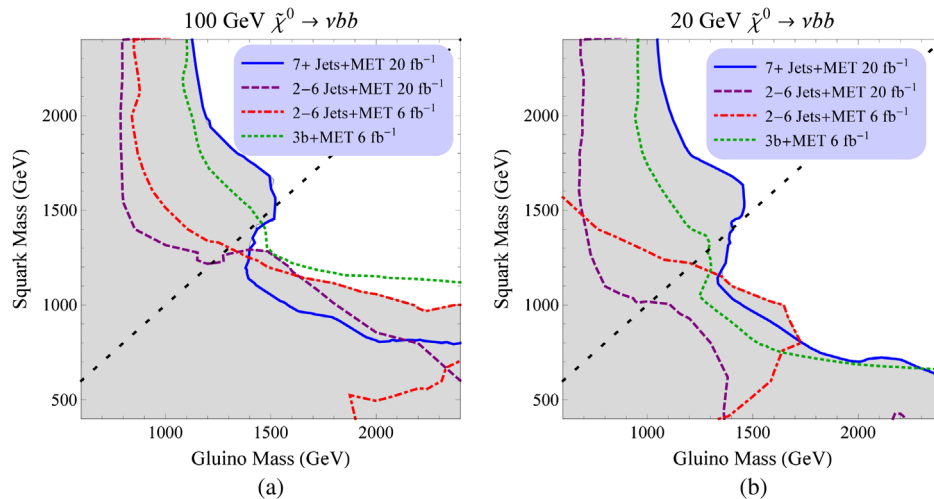 100 GeV χ̃⁰ → νbb
7+ Jets+MET 20 fb⁻¹
2−6 Jets+MET 20 fb⁻¹
2−6 Jets+MET 6 fb⁻¹
3b+MET 6 fb⁻¹
Squark Mass (GeV)
2000
1500
1000
500
1000 1500 2000
Gluino Mass (GeV)
(a)
20 GeV χ̃⁰ → νbb
7+ Jets+MET 20 fb⁻¹
2−6 Jets+MET 20 fb⁻¹
2−6 Jets+MET 6 fb⁻¹
3b+MET 6 fb⁻¹
Squark Mass (GeV)
2000
1500
1000
500
1000 1500 2000
Gluino Mass (GeV)
(b)